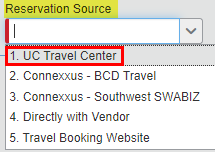 Reservation Source
1. UC Travel Center
2. Connexxus - BCD Travel
3. Connexxus - Southwest SWABIZ
4. Directly with Vendor
5. Travel Booking Website